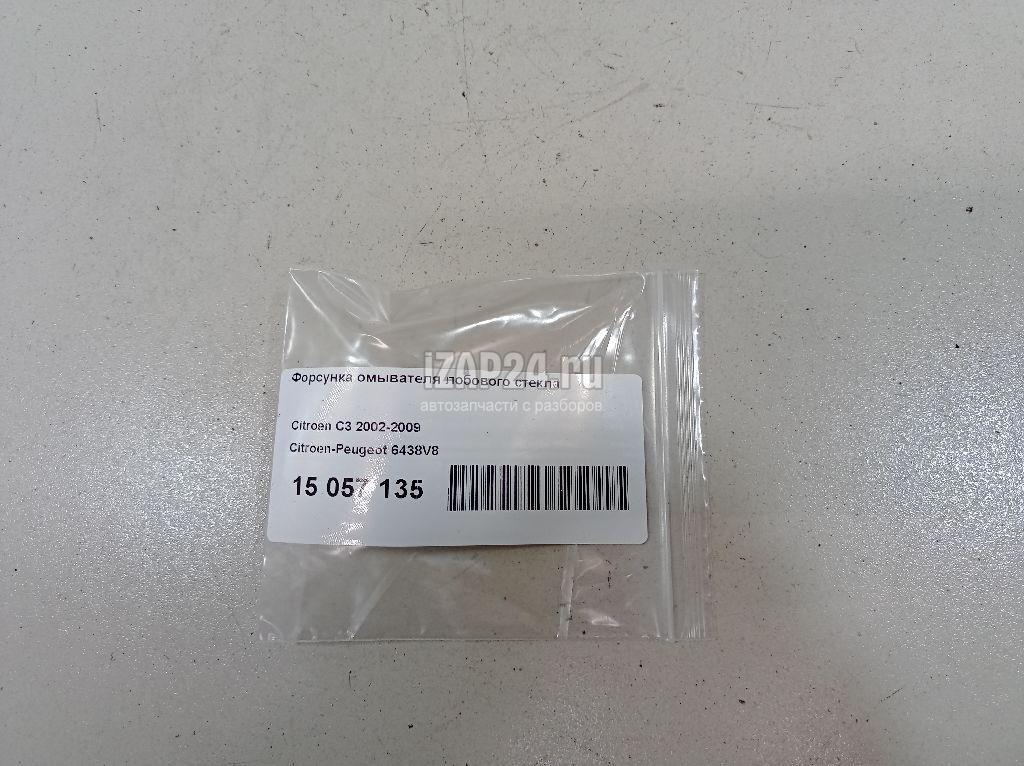 iZAP24.ru
Форсунка омывателя лобового стекла
автозапчасти с разборов
Citroen C3 2002-2009
Citroen-Peugeot 6438V8
15 057 135